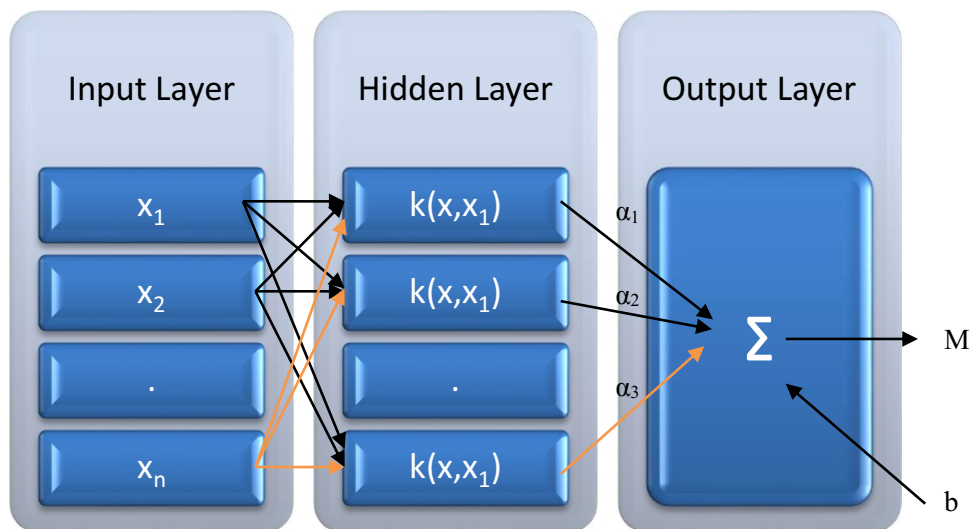 Input Layer
x₁
x₂
.
xₙ
Hidden Layer
k(x,x₁)
k(x,x₁)
.
k(x,x₁)
Output Layer
α₁
α₂
α₃
Σ
M
b